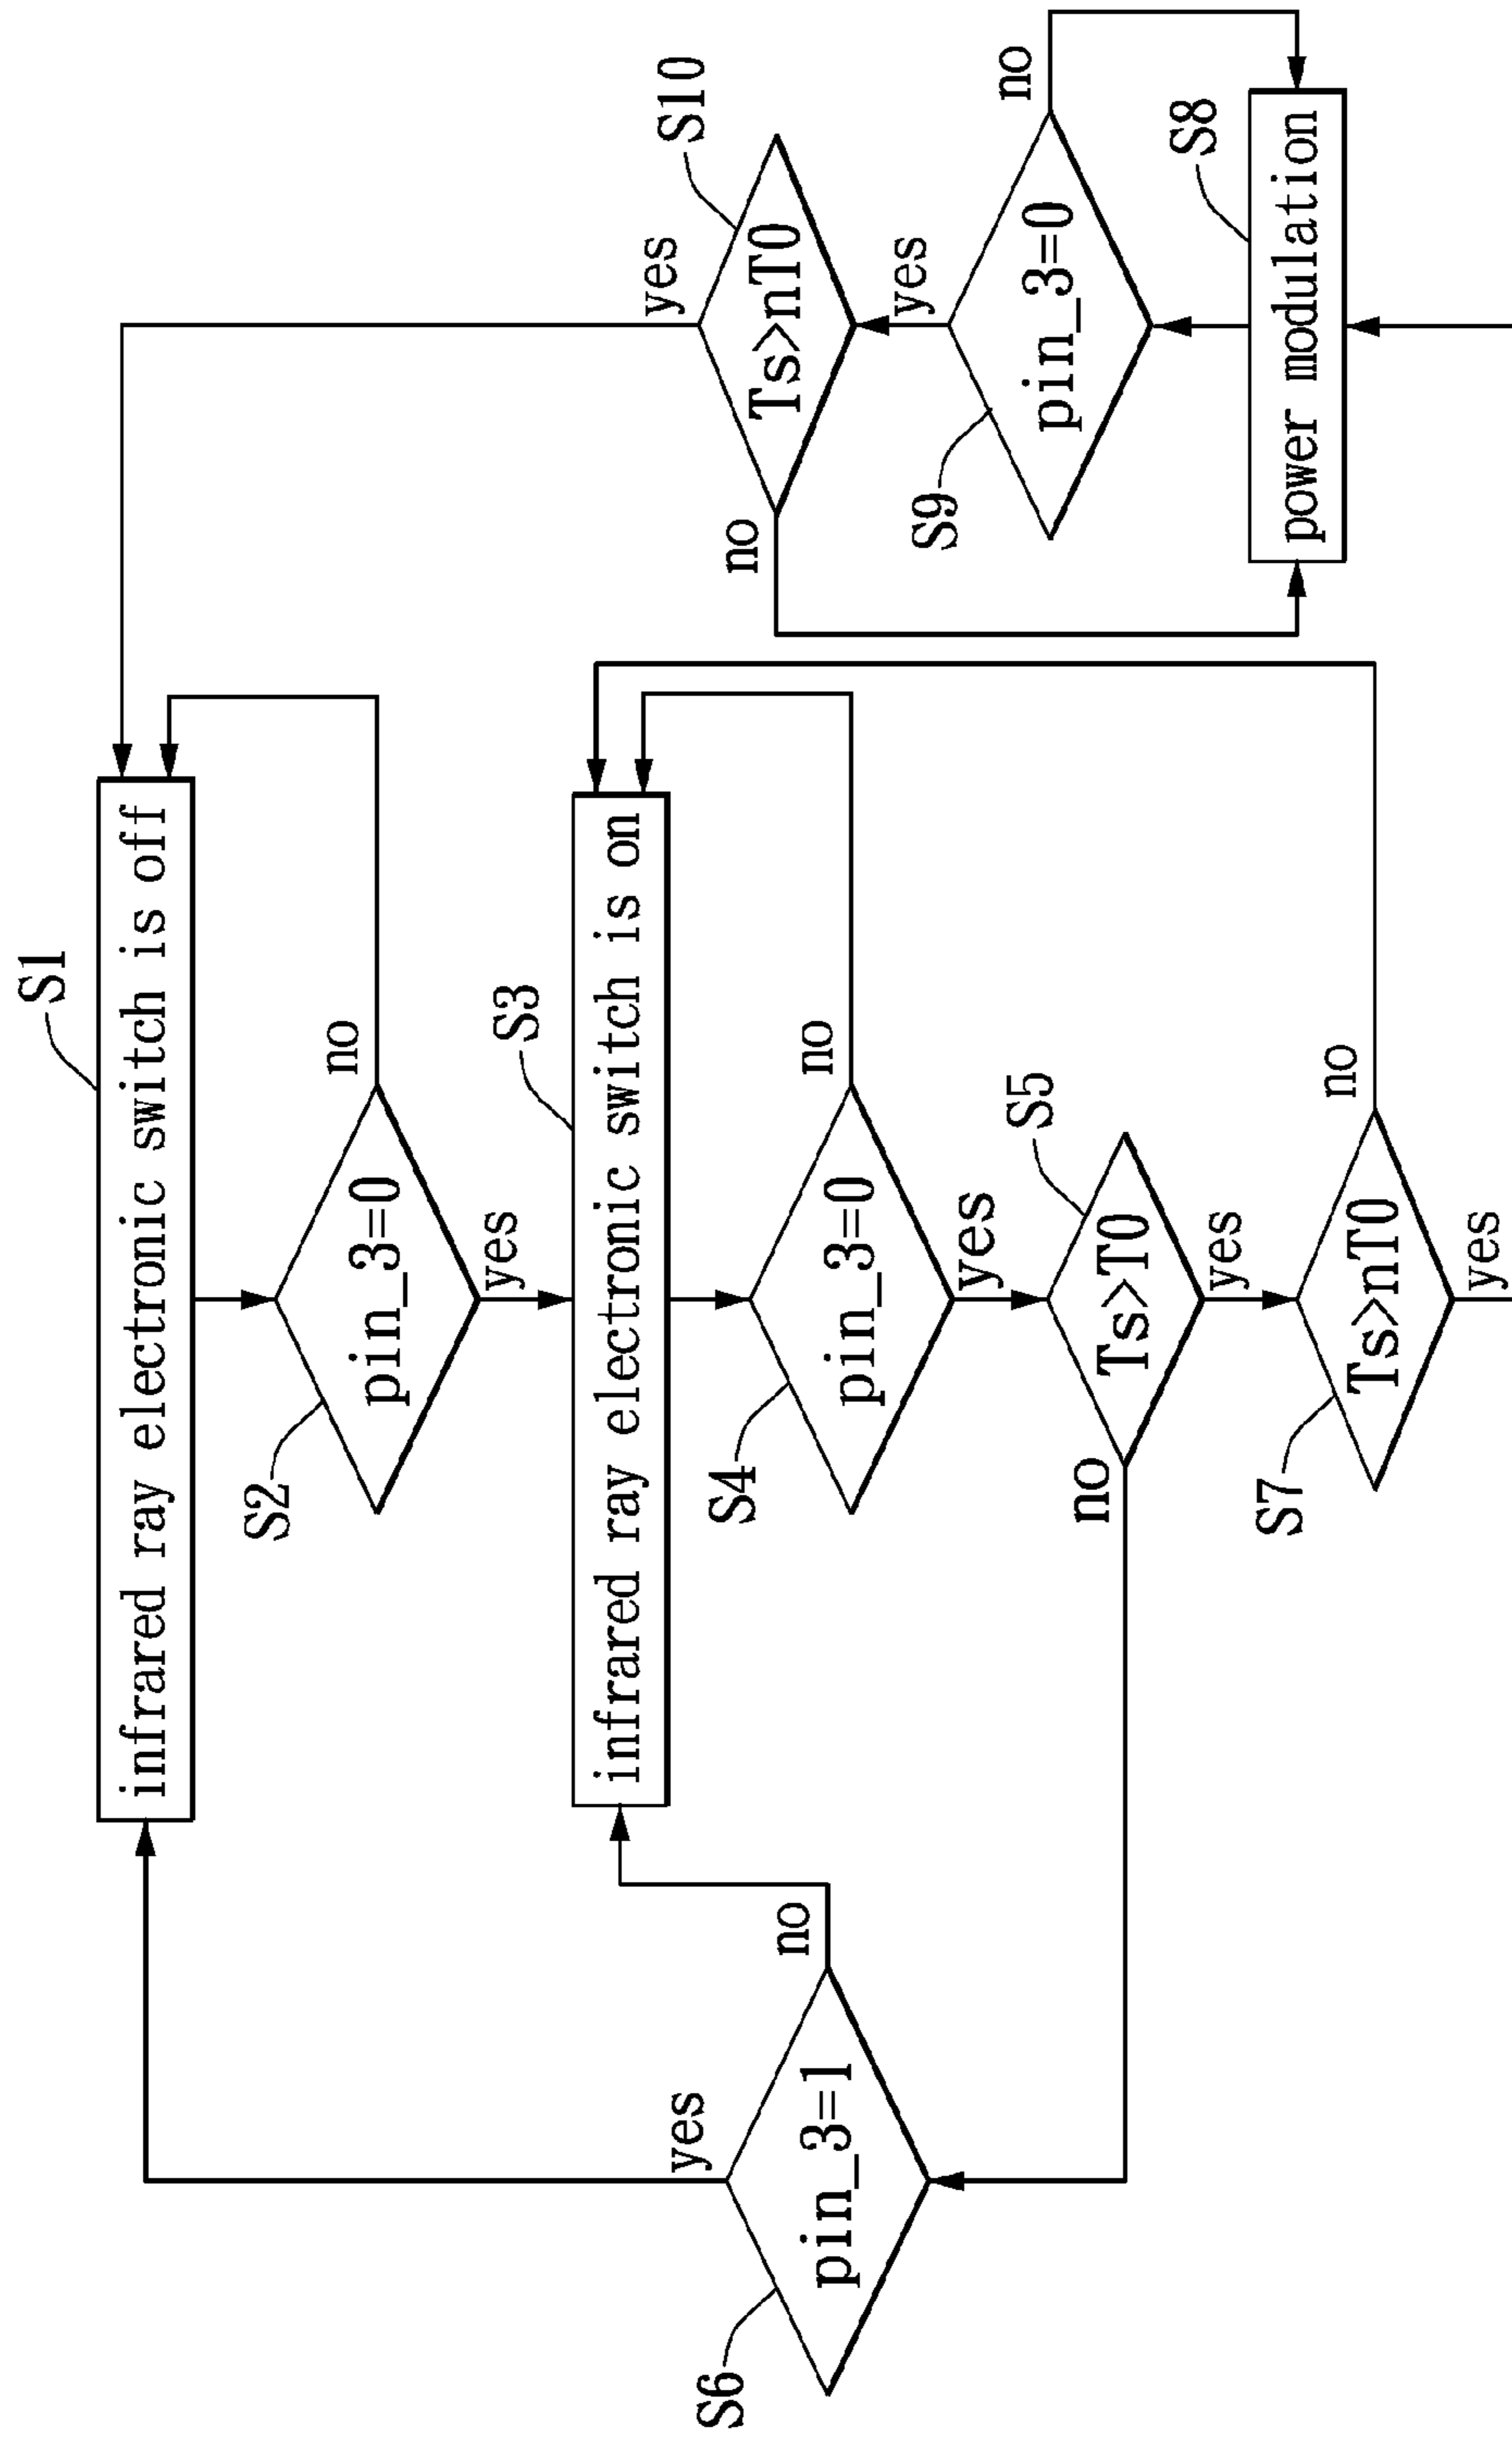 S1
infrared ray electronic switch is off
S2
pin_3=0
no
yes
S3
infrared ray electronic switch is on
S4
pin_3=0
no
yes
S5
Ts>T0
no
yes
S6
pin_3=1
yes
no
S7
Ts>nT0
no
yes
S8
power modulation
S9
pin_3=0
no
yes
S10
Ts>nT0
yes
no